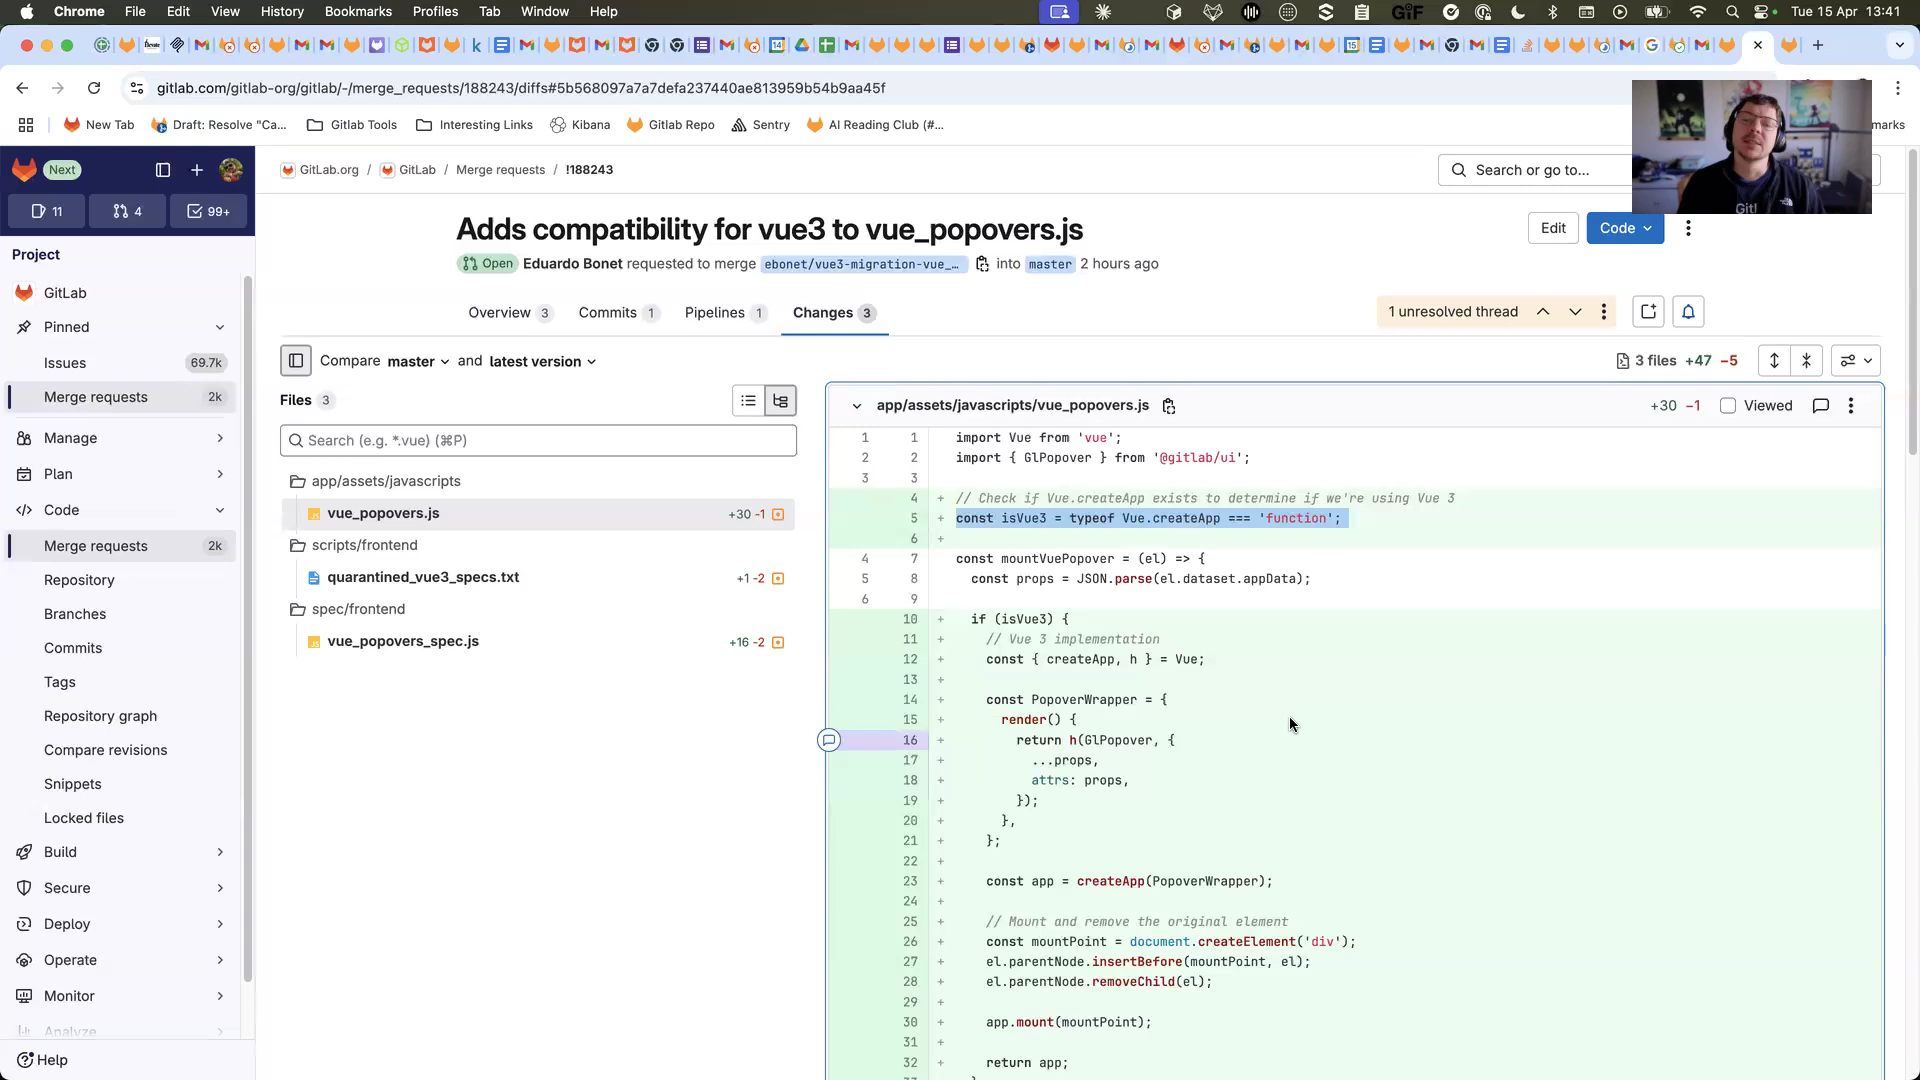 Chrome File Edit View History Bookmarks Profiles Tab Window Help
GIF
Tue 15 Apr 13:41
gitlab.com/gitlab-org/gitlab/-/merge_requests/188243/diffs#5b568097a7a7defa237440ae813959b54b9aa45f
New Tab
Draft: Resolve "Ca...
Gitlab Tools
Interesting Links
Kibana
Gitlab Repo
Sentry
AI Reading Club (#...
Next
11
4
99+
Project
GitLab
Pinned
Issues 69.7k
Merge requests 2k
Manage
Plan
Code
Merge requests 2k
Repository
Branches
Commits
Tags
Repository graph
Compare revisions
Snippets
Locked files
Build
Secure
Deploy
Operate
Monitor
Analyze
Help
GitLab.org / GitLab / Merge requests / !188243
Search or go to...
Adds compatibility for vue3 to vue_popovers.js
Edit
Code
Open Eduardo Bonet requested to merge ebonet/vue3-migration-vue_… into master 2 hours ago
Overview 3
Commits 1
Pipelines 1
Changes 3
1 unresolved thread
Compare master and latest version
3 files +47 −5
Files 3
Search (e.g. *.vue) (⌘P)
app/assets/javascripts
vue_popovers.js +30 -1
scripts/frontend
quarantined_vue3_specs.txt +1 -2
spec/frontend
vue_popovers_spec.js +16 -2
app/assets/javascripts/vue_popovers.js
+30 −1 Viewed
1 1 import Vue from 'vue';
2 2 import { GlPopover } from '@gitlab/ui';
3 3
4 + // Check if Vue.createApp exists to determine if we're using Vue 3
5 + const isVue3 = typeof Vue.createApp === 'function';
6 +
4 7 const mountVuePopover = (el) => {
5 8 const props = JSON.parse(el.dataset.appData);
6 9
10 + if (isVue3) {
11 + // Vue 3 implementation
12 + const { createApp, h } = Vue;
13 +
14 + const PopoverWrapper = {
15 + render() {
16 + return h(GlPopover, {
17 + ...props,
18 + attrs: props,
19 + });
20 + },
21 + };
22 +
23 + const app = createApp(PopoverWrapper);
24 +
25 + // Mount and remove the original element
26 + const mountPoint = document.createElement('div');
27 + el.parentNode.insertBefore(mountPoint, el);
28 + el.parentNode.removeChild(el);
29 +
30 + app.mount(mountPoint);
31 +
32 + return app;